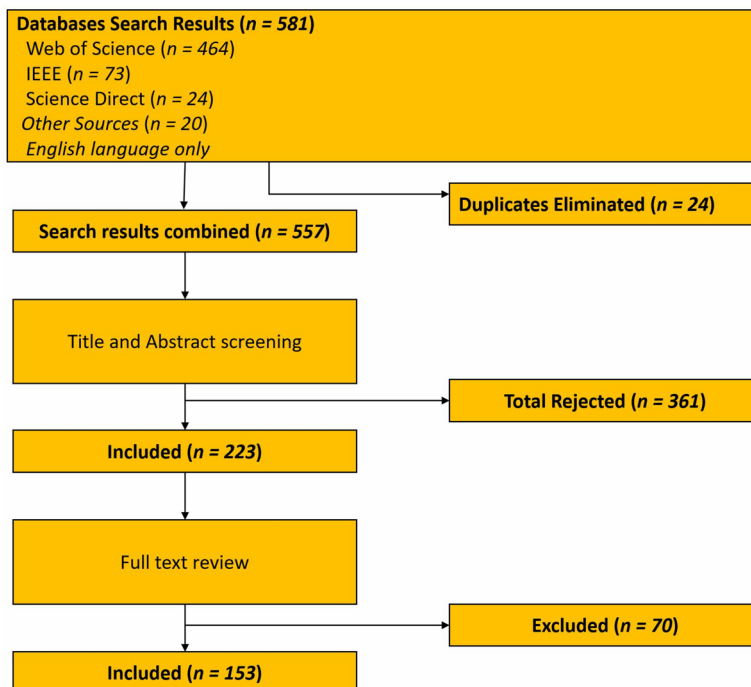 Databases Search Results (n = 581)
Web of Science (n = 464)
IEEE (n = 73)
Science Direct (n = 24)
Other Sources (n = 20)
English language only
Duplicates Eliminated (n = 24)
Search results combined (n = 557)
Title and Abstract screening
Total Rejected (n = 361)
Included (n = 223)
Full text review
Excluded (n = 70)
Included (n = 153)